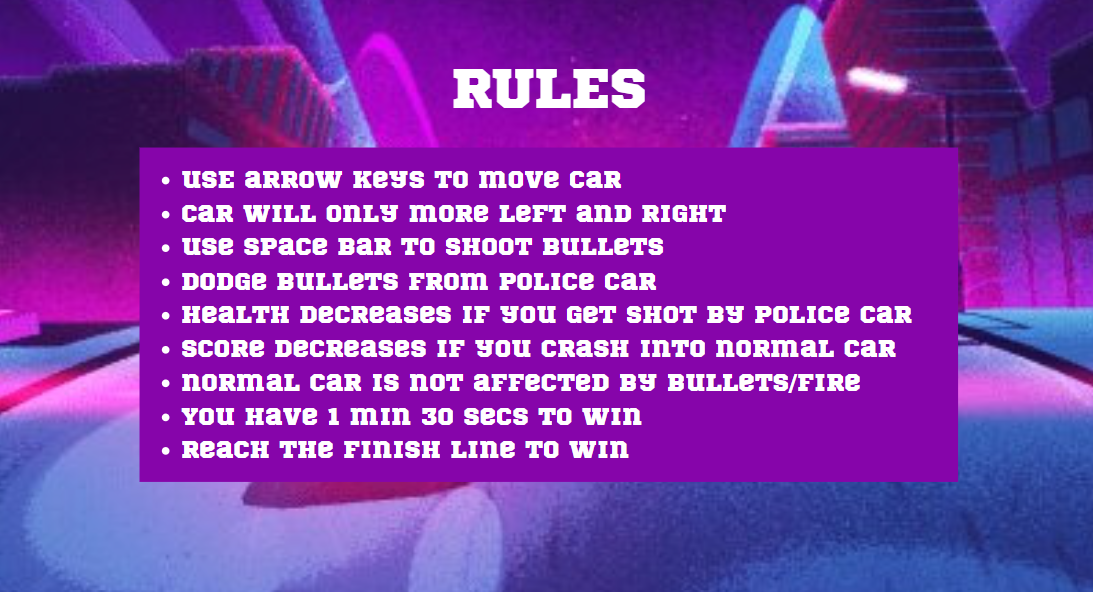 RULES
• USE ARROW KEYS TO MOVE CAR
• CAR WILL ONLY MORE LEFT AND RIGHT
• USE SPACE BAR TO SHOOT BULLETS
• DODGE BULLETS FROM POLICE CAR
• HEALTH DECREASES IF YOU GET SHOT BY POLICE CAR
• SCORE DECREASES IF YOU CRASH INTO NORMAL CAR
• NORMAL CAR IS NOT AFFECTED BY BULLETS/FIRE
• YOU HAVE 1 MIN 30 SECS TO WIN
• REACH THE FINISH LINE TO WIN